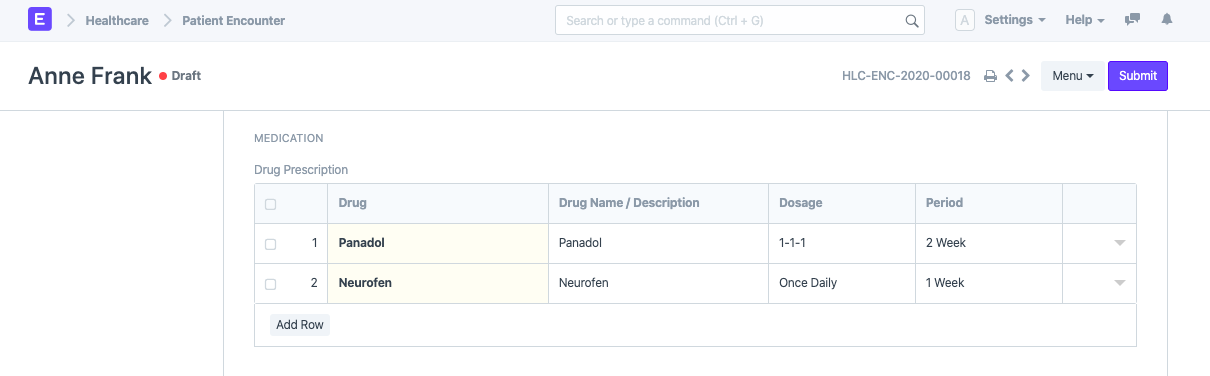 E Healthcare Patient Encounter Search or type a command (Ctrl + G) A Settings Help
Anne Frank Draft HLC-ENC-2020-00018 Menu Submit
MEDICATION
Drug Prescription
Drug Drug Name / Description Dosage Period
1 Panadol Panadol 1-1-1 2 Week
2 Neurofen Neurofen Once Daily 1 Week
Add Row